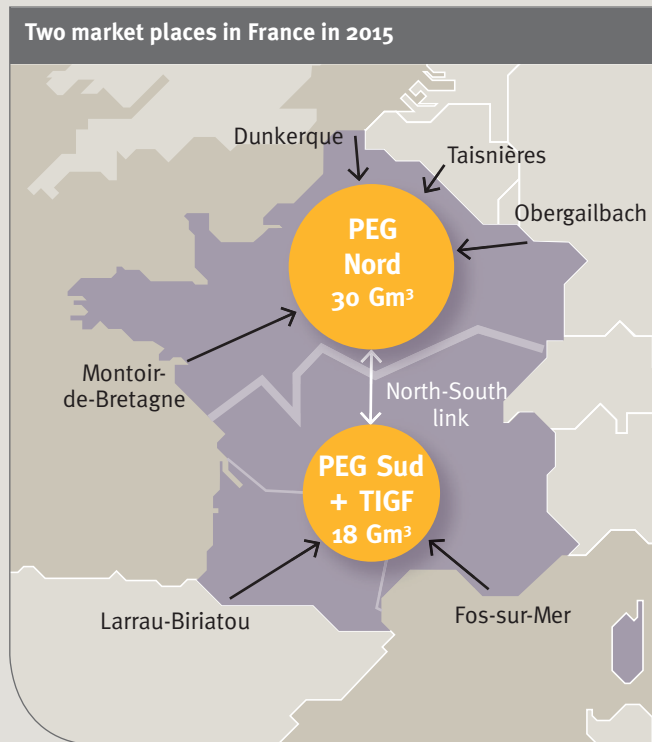 Two market places in France in 2015
Dunkerque
Taisnières
Obergailbach
PEG
Nord
30 Gm³
Montoir-
de-Bretagne
North-South
link
PEG Sud
+ TIGF
18 Gm³
Larrau-Biriatou
Fos-sur-Mer